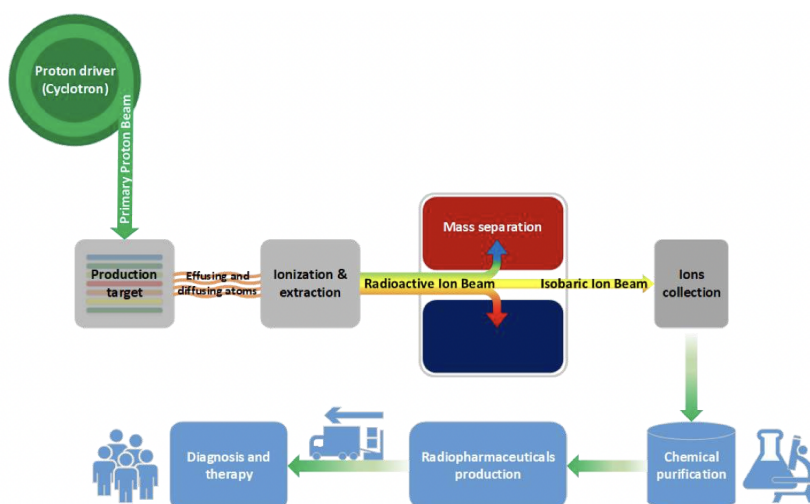 Proton driver
(Cyclotron)
Primary Proton Beam
Mass separation
Production
target
Effusing and
diffusing atoms
Ionization &
extraction
Radioactive Ion Beam
Isobaric Ion Beam
Ions
collection
Diagnosis and
therapy
Radiopharmaceuticals
production
Chemical
purification